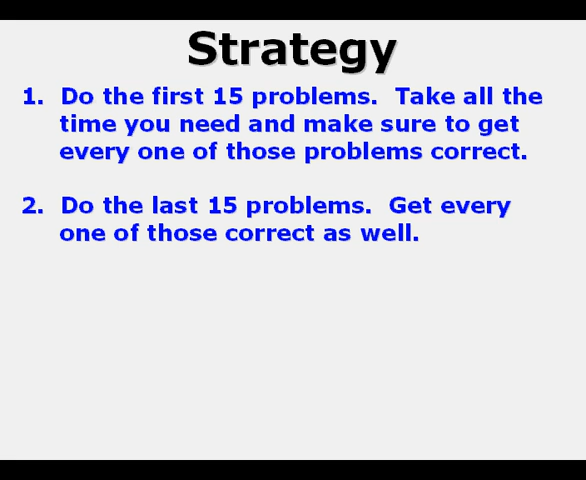 Strategy
1. Do the first 15 problems. Take all the
time you need and make sure to get
every one of those problems correct.
2. Do the last 15 problems. Get every
one of those correct as well.